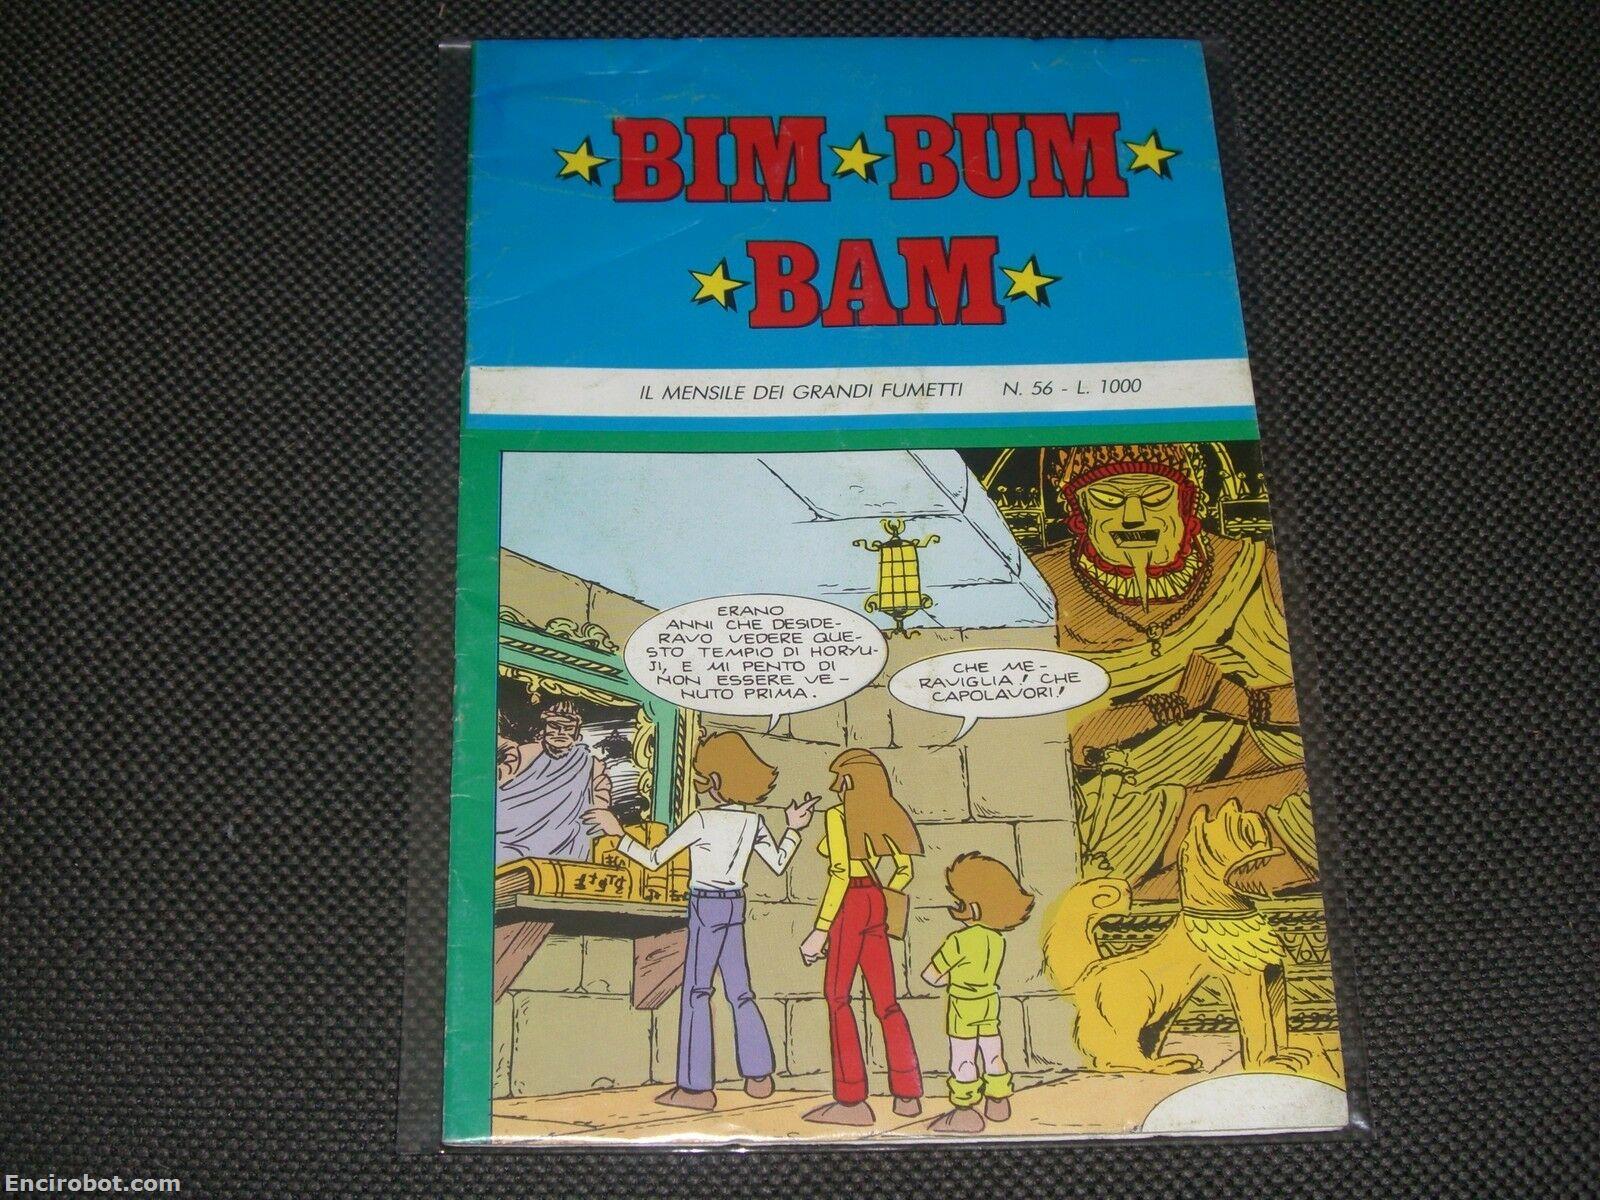 BIM BUM
BAM
IL MENSILE DEI GRANDI FUMETTI N. 56 - L. 1000
ERANO
ANNI CHE DESIDE-
RAVO VEDERE QUE-
STO TEMPIO DI HORYU-
JI, E MI PENTO DI
NON ESSERE VE-
NUTO PRIMA.
CHE ME-
RAVIGLIA! CHE
CAPOLAVORI!
Encirobot.com